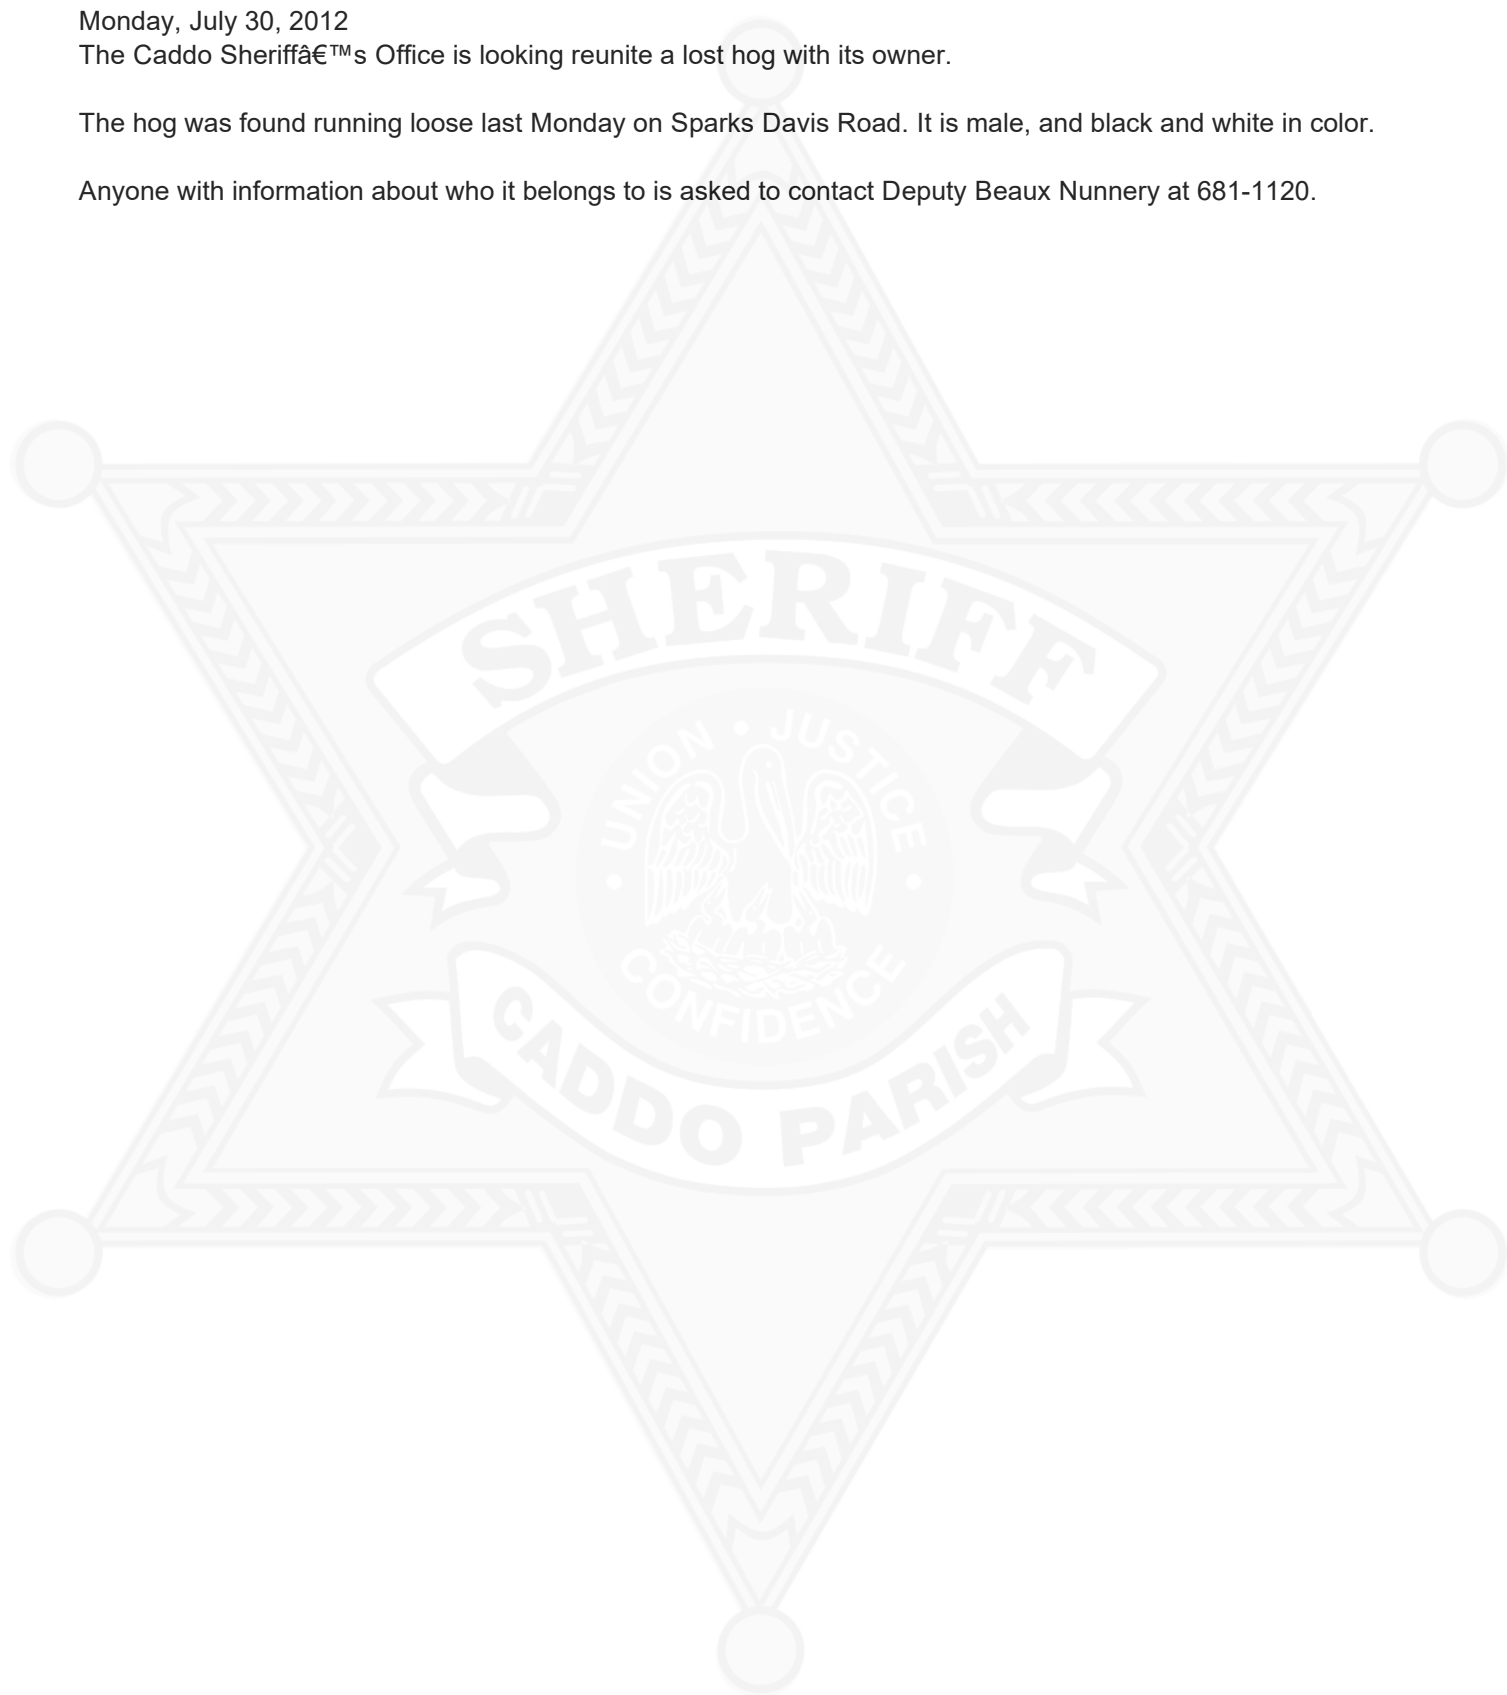 Monday, July 30, 2012
The Caddo Sheriffâ€™s Office is looking reunite a lost hog with its owner.
The hog was found running loose last Monday on Sparks Davis Road. It is male, and black and white in color.
Anyone with information about who it belongs to is asked to contact Deputy Beaux Nunnery at 681-1120.
SHERIFF
UNION • JUSTICE
• CONFIDENCE •
CADDO PARISH